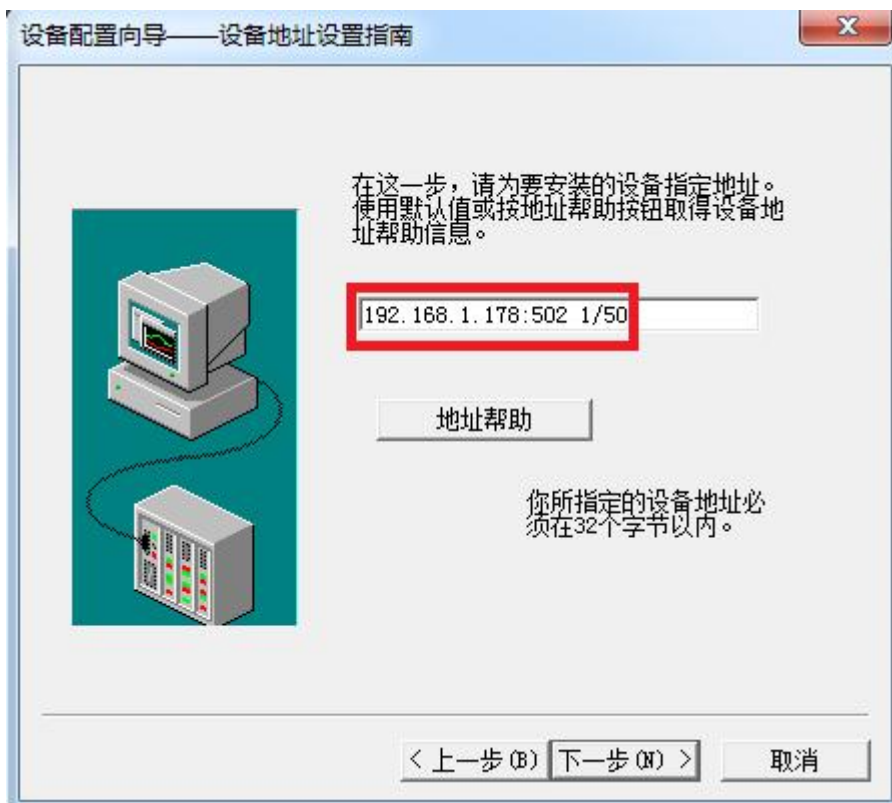 设备配置向导——设备地址设置指南
在这一步，请为要安装的设备指定地址。
使用默认值或按地址帮助按钮取得设备地
址帮助信息。
192.168.1.178:502 1/50
地址帮助
你所指定的设备地址必
须在32个字节以内。
< 上一步(B) 下一步(N) > 取消